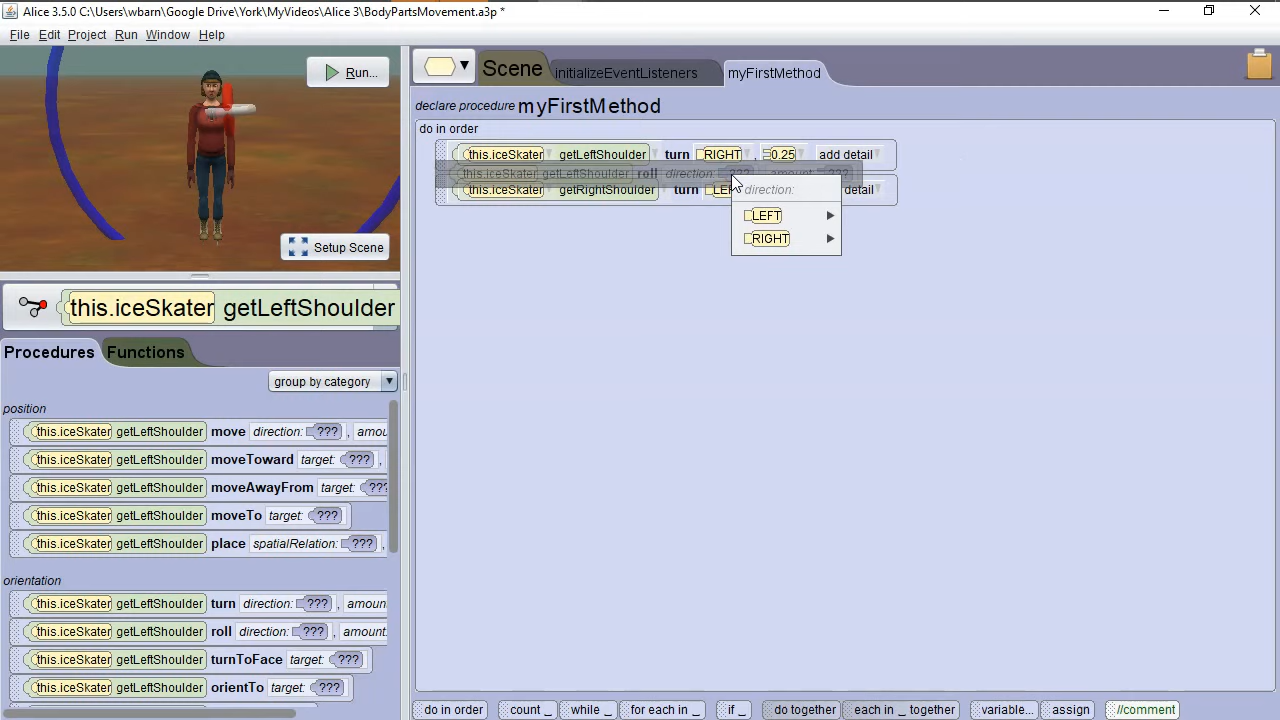 Alice 3.5.0 C:\Users\wbarn\Google Drive\York\MyVideos\Alice 3\BodyPartsMovement.a3p *
File Edit Project Run Window Help
Run...
Setup Scene
this.iceSkater getLeftShoulder
Procedures Functions
group by category
position
this.iceSkater getLeftShoulder move direction: ??? , amou
this.iceSkater getLeftShoulder moveToward target: ??? ,
this.iceSkater getLeftShoulder moveAwayFrom target: ???
this.iceSkater getLeftShoulder moveTo target: ???
this.iceSkater getLeftShoulder place spatialRelation: ??? ,
orientation
this.iceSkater getLeftShoulder turn direction: ??? , amount
this.iceSkater getLeftShoulder roll direction: ??? , amount:
this.iceSkater getLeftShoulder turnToFace target: ???
this.iceSkater getLeftShoulder orientTo target: ???
Scene initializeEventListeners myFirstMethod
declare procedure myFirstMethod
do in order
this.iceSkater getLeftShoulder turn RIGHT , 0.25 add detail
this.iceSkater getLeftShoulder roll direction: ??? , amount: ???
this.iceSkater getRightShoulder turn LEF detail
direction:
LEFT
RIGHT
do in order count _ while _ for each in _ if _ do together each in _ together variable... assign //comment